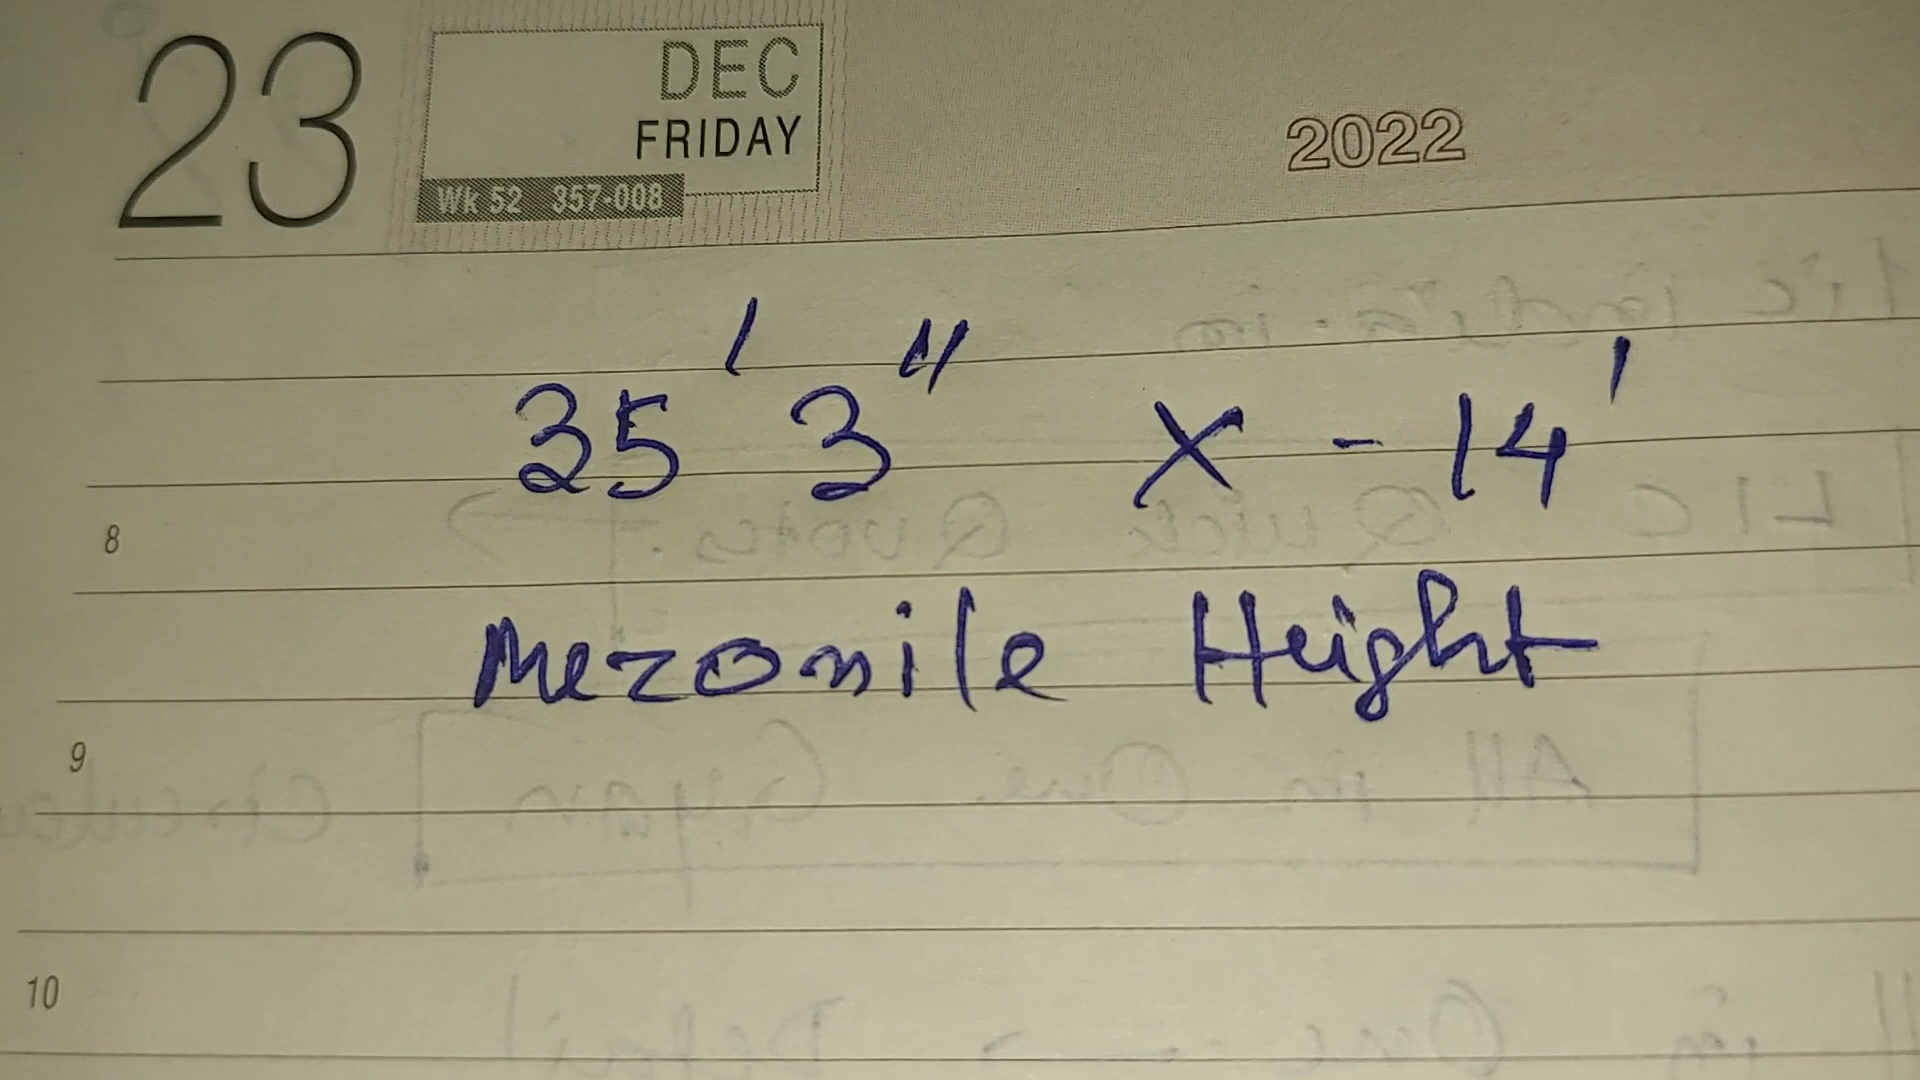 23 DEC
FRIDAY
Wk 52 357-008
2022
35' 3" x - 14'
Mezonile Height
8
9
10